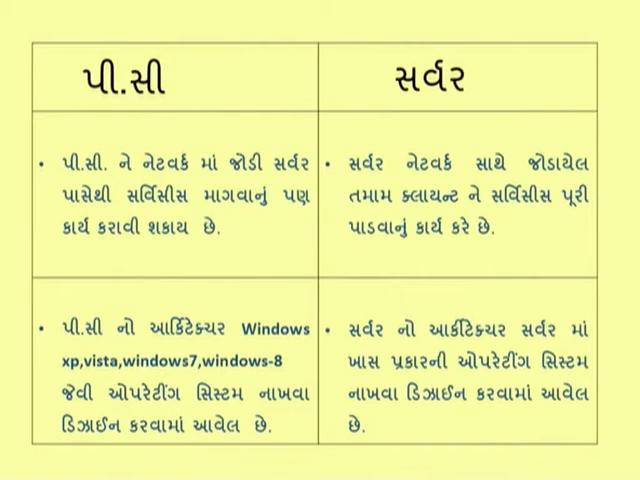 પી.સી
સર્વર
• પી.સી. ને નેટવર્ક માં જોડી સર્વર
પાસેથી સર્વિસીસ માગવાનું પણ
કાર્ય કરાવી શકાય છે.
• સર્વર નેટવર્ક સાથે જોડાયેલ
તમામ ક્લાયન્ટ ને સર્વિસીસ પૂરી
પાડવાનું કાર્ય કરે છે.
• પી.સી નો આર્કિટેક્ચર Windows
xp,vista,windows7,windows-8
જેવી ઓપરેટીંગ સિસ્ટમ નાખવા
ડિઝાઈન કરવામાં આવેલ છે.
• સર્વર નો આર્કીટેક્ચર સર્વર માં
ખાસ પ્રકારની ઓપરેટીંગ સિસ્ટમ
નાખવા ડિઝાઈન કરવામાં આવેલ
છે.